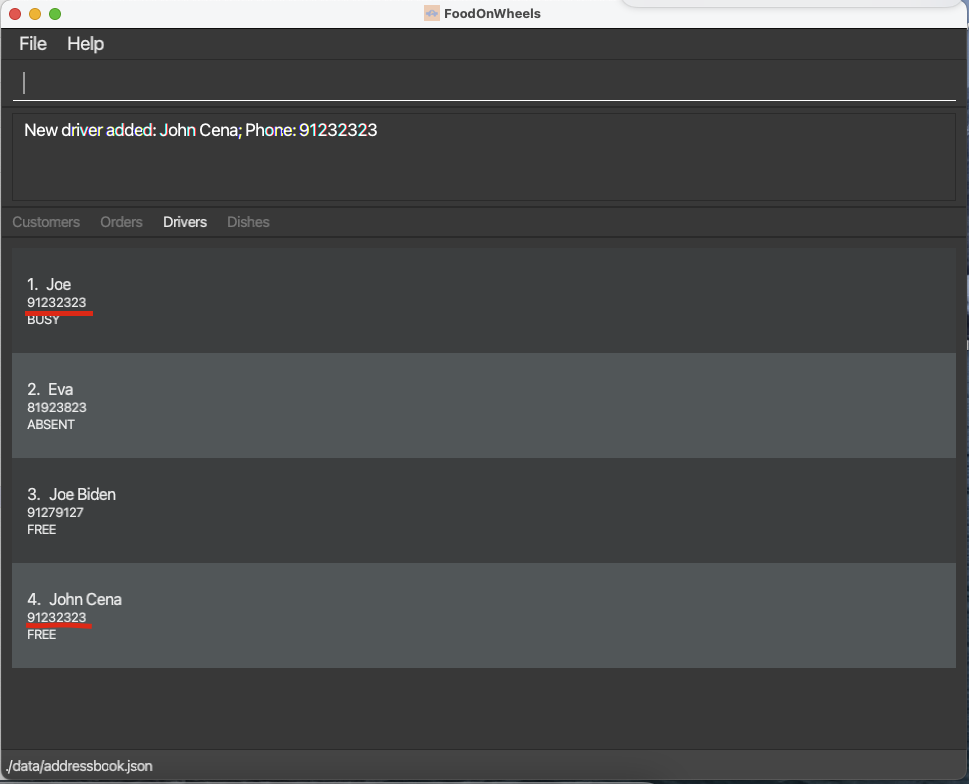 FoodOnWheels
File Help
New driver added: John Cena; Phone: 91232323
Customers Orders Drivers Dishes
1. Joe
91232323
BUSY
2. Eva
81923823
ABSENT
3. Joe Biden
91279127
FREE
4. John Cena
91232323
FREE
./data/addressbook.json